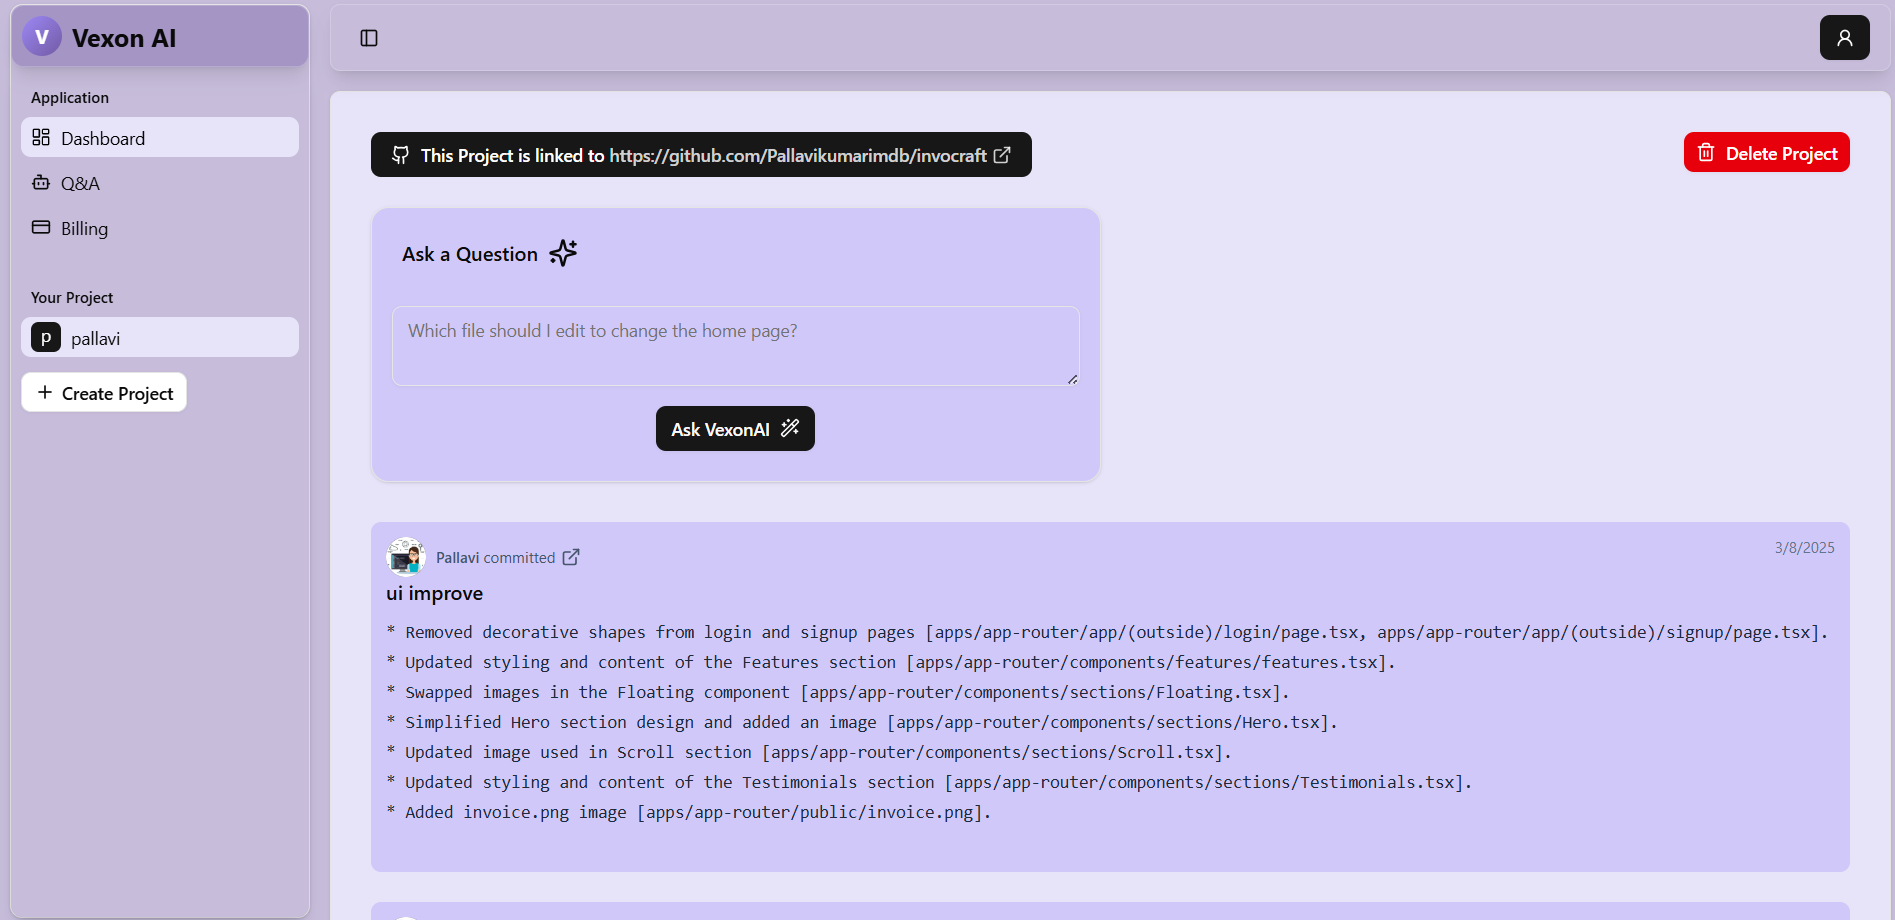 V Vexon AI
Application
Dashboard
Q&A
Billing
Your Project
p pallavi
Create Project
This Project is linked to https://github.com/Pallavikumarimdb/invocraft
Delete Project
Ask a Question
Which file should I edit to change the home page?
Ask VexonAI
Pallavi committed
3/8/2025
ui improve
* Removed decorative shapes from login and signup pages [apps/app-router/app/(outside)/login/page.tsx, apps/app-router/app/(outside)/signup/page.tsx].
* Updated styling and content of the Features section [apps/app-router/components/features/features.tsx].
* Swapped images in the Floating component [apps/app-router/components/sections/Floating.tsx].
* Simplified Hero section design and added an image [apps/app-router/components/sections/Hero.tsx].
* Updated image used in Scroll section [apps/app-router/components/sections/Scroll.tsx].
* Updated styling and content of the Testimonials section [apps/app-router/components/sections/Testimonials.tsx].
* Added invoice.png image [apps/app-router/public/invoice.png].